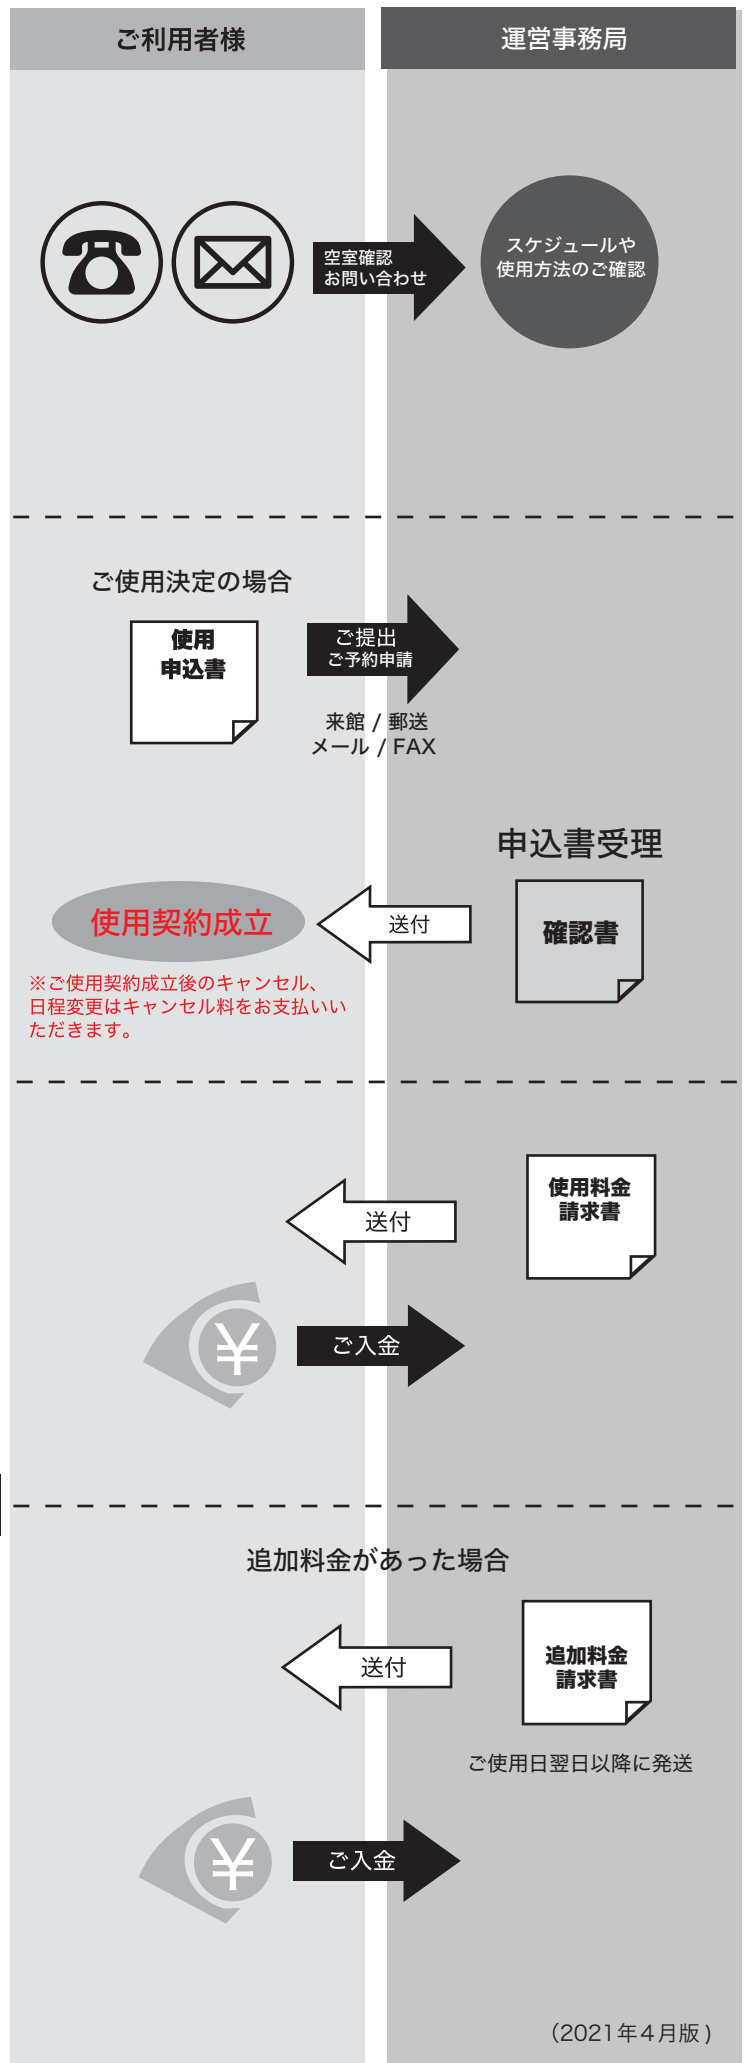 ご利用者様
運営事務局
空室確認
お問い合わせ
スケジュールや
使用方法のご確認
ご使用決定の場合
使用
申込書
ご提出
ご予約申請
来館 / 郵送
メール / FAX
申込書受理
確認書
送付
使用契約成立
※ご使用契約成立後のキャンセル、
日程変更はキャンセル料をお支払いい
ただきます。
使用料金
請求書
送付
¥
ご入金
追加料金があった場合
追加料金
請求書
送付
ご使用日翌日以降に発送
¥
ご入金
（2021年4月版）